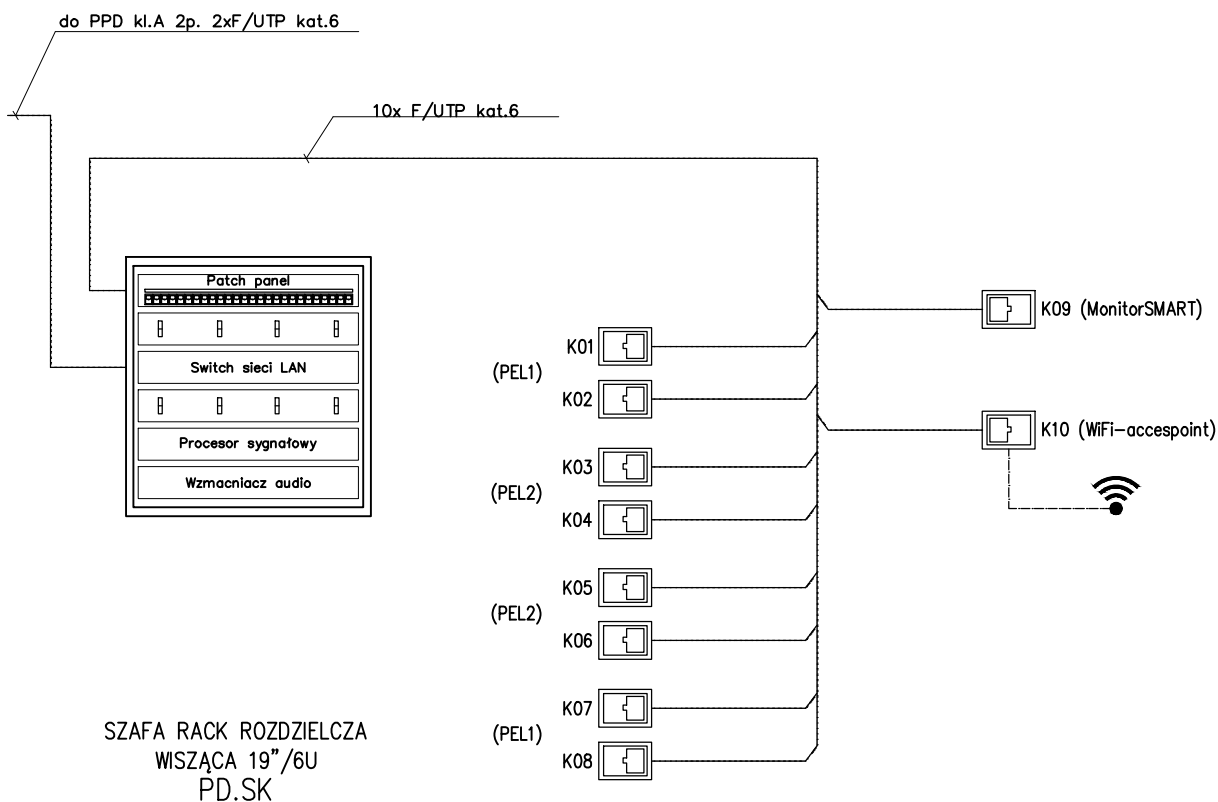 do PPD kl.A 2p. 2xF/UTP kat.6
10x F/UTP kat.6
Patch panel
Switch sieci LAN
Procesor sygnałowy
Wzmacniacz audio
K01
(PEL1)
K02
K03
(PEL2)
K04
K05
(PEL2)
K06
K07
(PEL1)
K08
K09 (MonitorSMART)
K10 (WiFi-accespoint)
SZAFA RACK ROZDZIELCZA
WISZĄCA 19"/6U
PD.SK